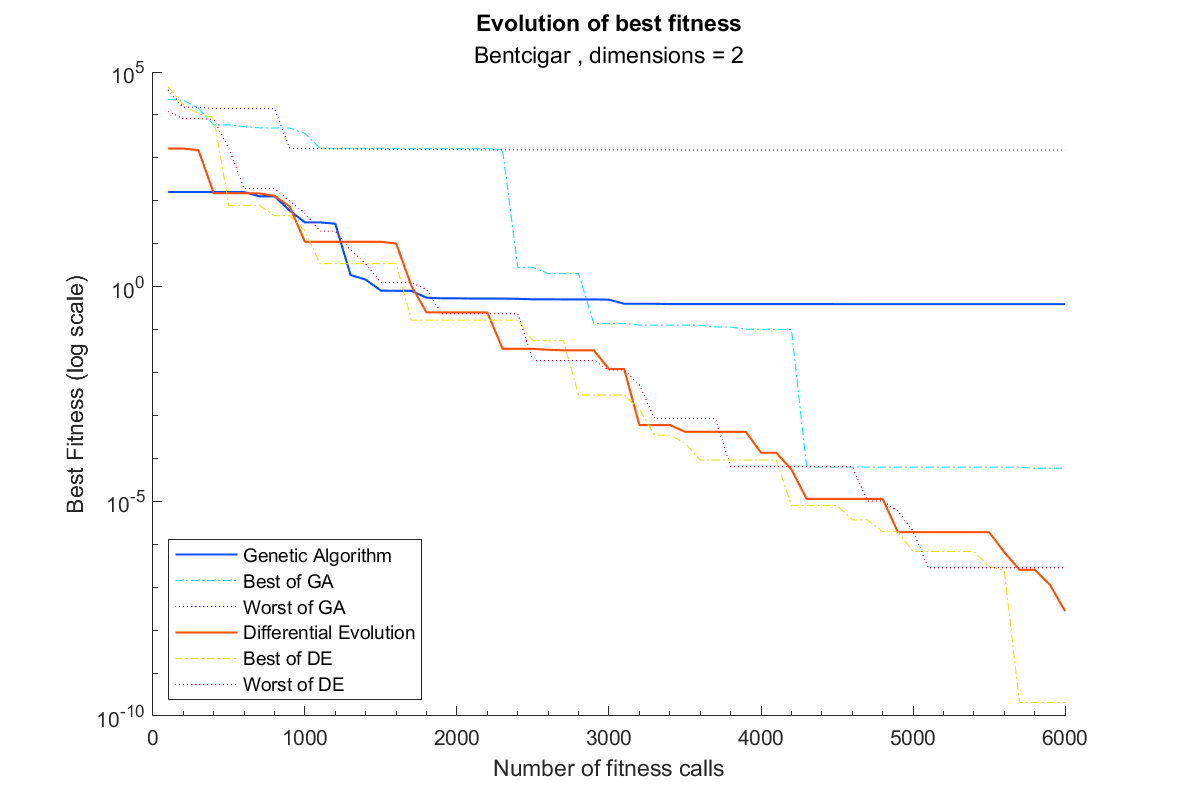 Evolution of best fitness
Bentcigar , dimensions = 2
Best Fitness (log scale)
10^5
10^0
10^-5
10^-10
Genetic Algorithm
Best of GA
Worst of GA
Differential Evolution
Best of DE
Worst of DE
0 1000 2000 3000 4000 5000 6000
Number of fitness calls